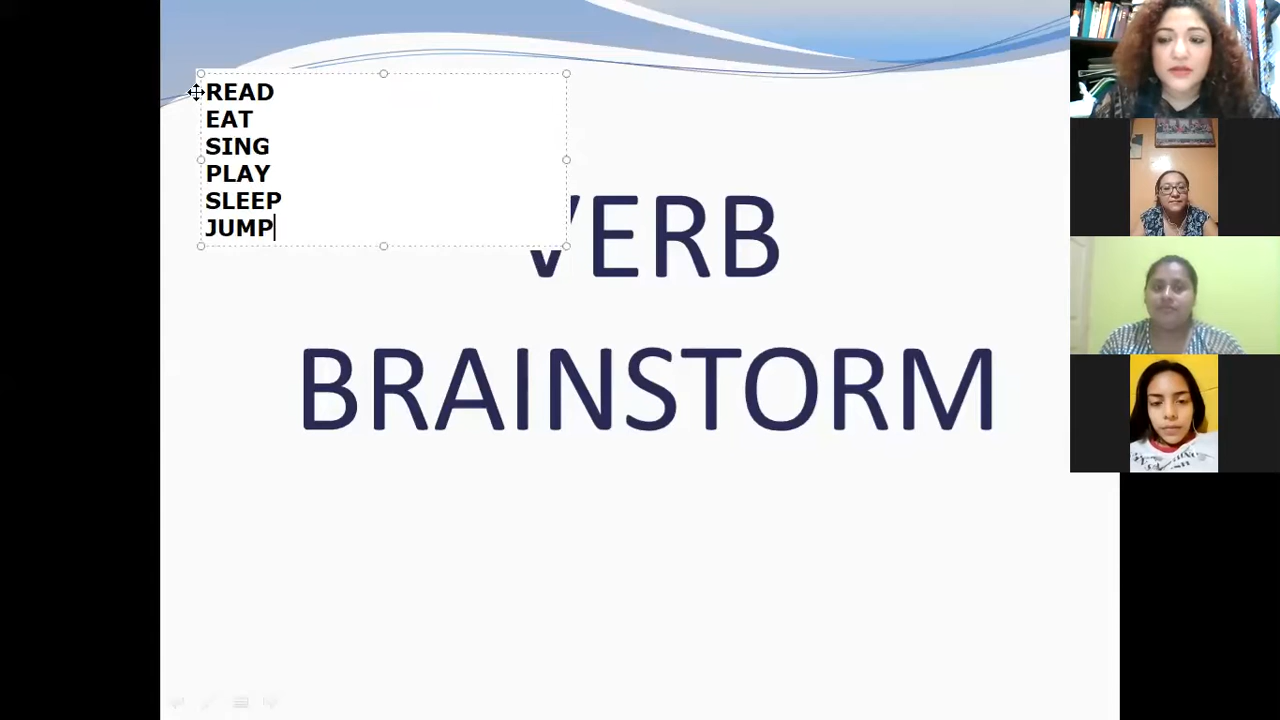 READ
EAT
SING
PLAY
SLEEP
JUMP
VERB
BRAINSTORM